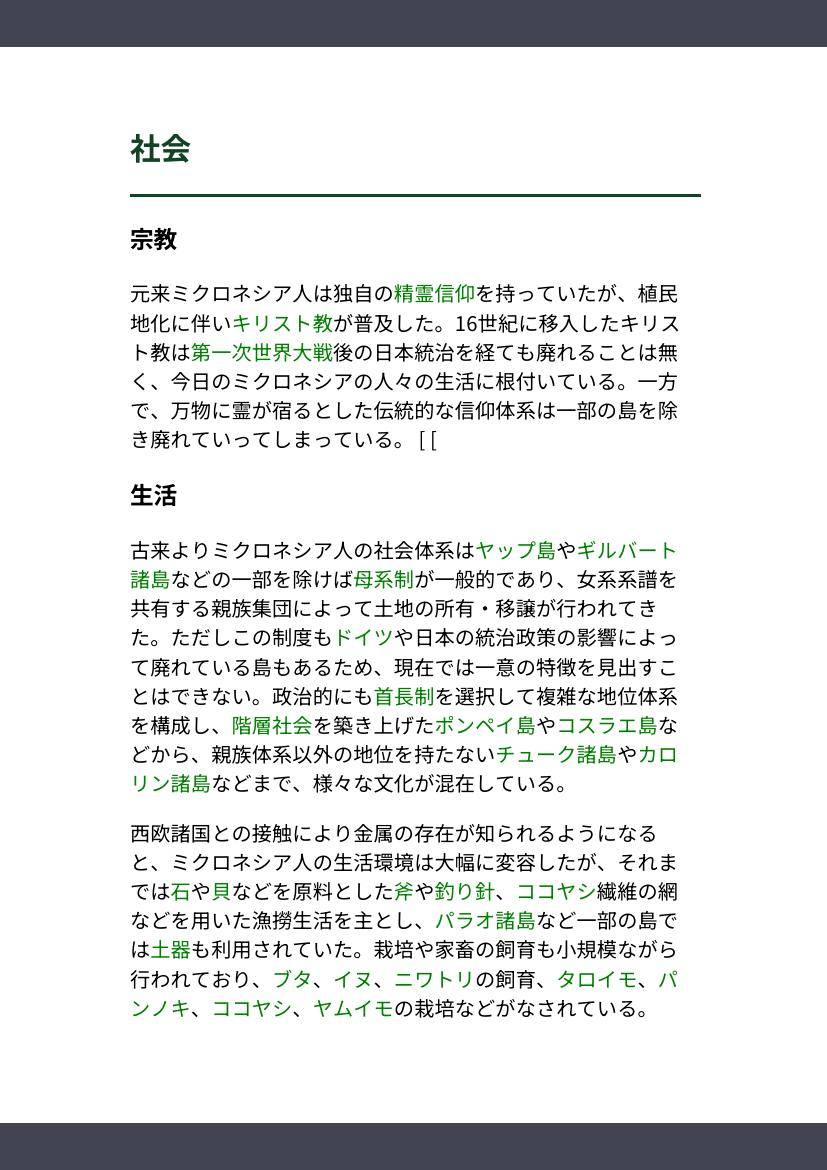 社会
宗教
元来ミクロネシア人は独自の精霊信仰を持っていたが、植民
地化に伴いキリスト教が普及した。16世紀に移入したキリス
ト教は第一次世界大戦後の日本統治を経ても廃れることは無
く、今日のミクロネシアの人々の生活に根付いている。一方
で、万物に霊が宿るとした伝統的な信仰体系は一部の島を除
き廃れていってしまっている。 [ [
生活
古来よりミクロネシア人の社会体系はヤップ島やギルバート
諸島などの一部を除けば母系制が一般的であり、女系系譜を
共有する親族集団によって土地の所有・移譲が行われてき
た。ただしこの制度もドイツや日本の統治政策の影響によっ
て廃れている島もあるため、現在では一意の特徴を見出すこ
とはできない。政治的にも首長制を選択して複雑な地位体系
を構成し、階層社会を築き上げたポンペイ島やコスラエ島な
どから、親族体系以外の地位を持たないチューク諸島やカロ
リン諸島などまで、様々な文化が混在している。
西欧諸国との接触により金属の存在が知られるようになる
と、ミクロネシア人の生活環境は大幅に変容したが、それま
では石や貝などを原料とした斧や釣り針、ココヤシ繊維の網
などを用いた漁撈生活を主とし、パラオ諸島など一部の島で
は土器も利用されていた。栽培や家畜の飼育も小規模ながら
行われており、ブタ、イヌ、ニワトリの飼育、タロイモ、パ
ンノキ、ココヤシ、ヤムイモの栽培などがなされている。